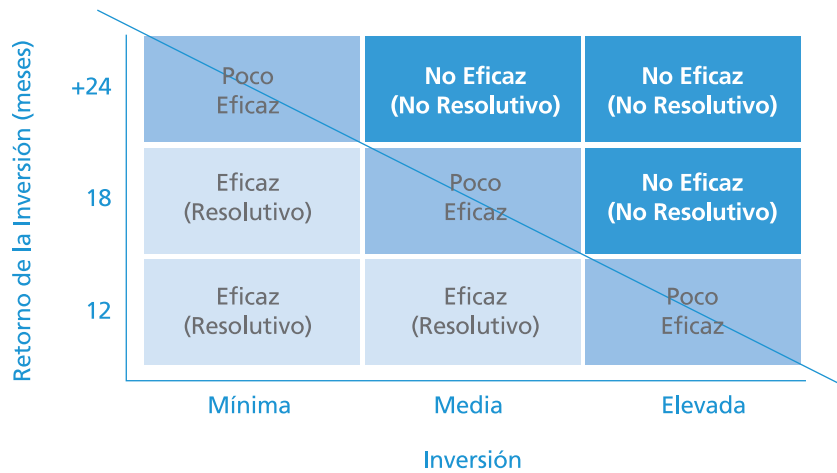 Retorno de la Inversión (meses)
+24
Poco
Eficaz
No Eficaz
(No Resolutivo)
No Eficaz
(No Resolutivo)
18
Eficaz
(Resolutivo)
Poco
Eficaz
No Eficaz
(No Resolutivo)
12
Eficaz
(Resolutivo)
Eficaz
(Resolutivo)
Poco
Eficaz
Mínima
Media
Elevada
Inversión